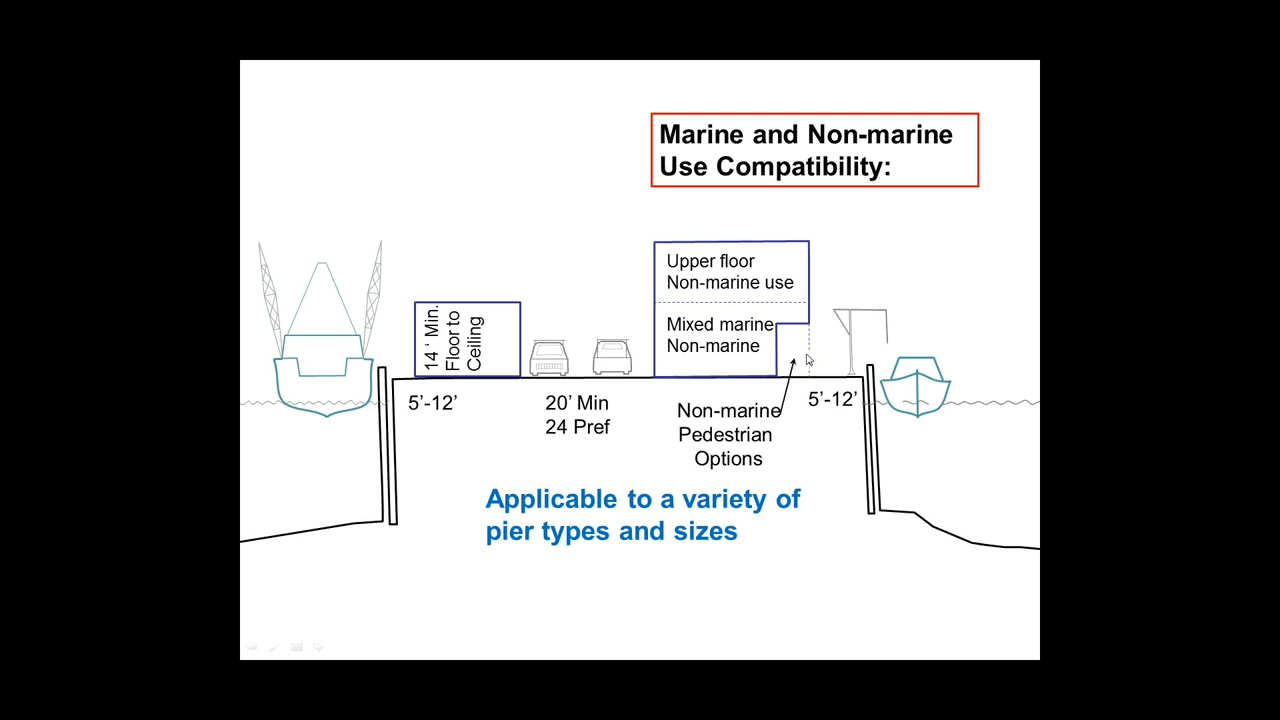 Marine and Non-marine
Use Compatibility:
Upper floor
Non-marine use
14 ‘ Min.
Floor to
Ceiling
Mixed marine
Non-marine
5’-12’
20’ Min
24 Pref
Non-marine
Pedestrian
Options
5’-12’
Applicable to a variety of
pier types and sizes